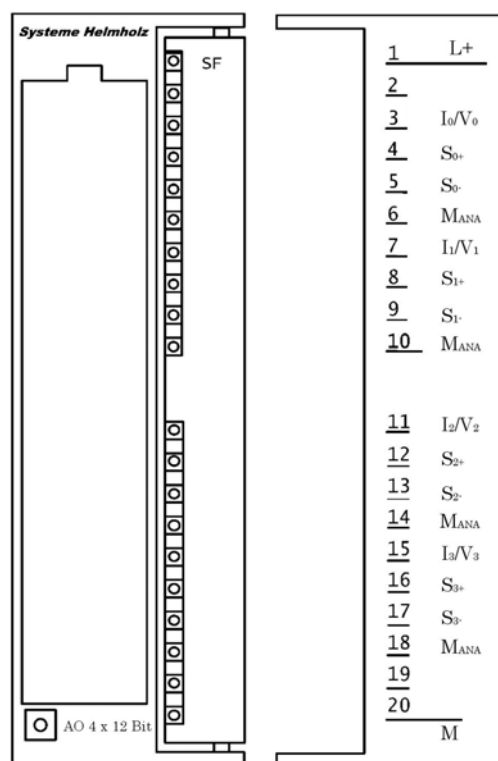 Systeme Helmholz
SF
AO 4 x 12 Bit
1 L+
2
3 I₀/V₀
4 S₀₊
5 S₀₋
6 MANA
7 I₁/V₁
8 S₁₊
9 S₁₋
10 MANA
11 I₂/V₂
12 S₂₊
13 S₂₋
14 MANA
15 I₃/V₃
16 S₃₊
17 S₃₋
18 MANA
19
20
M